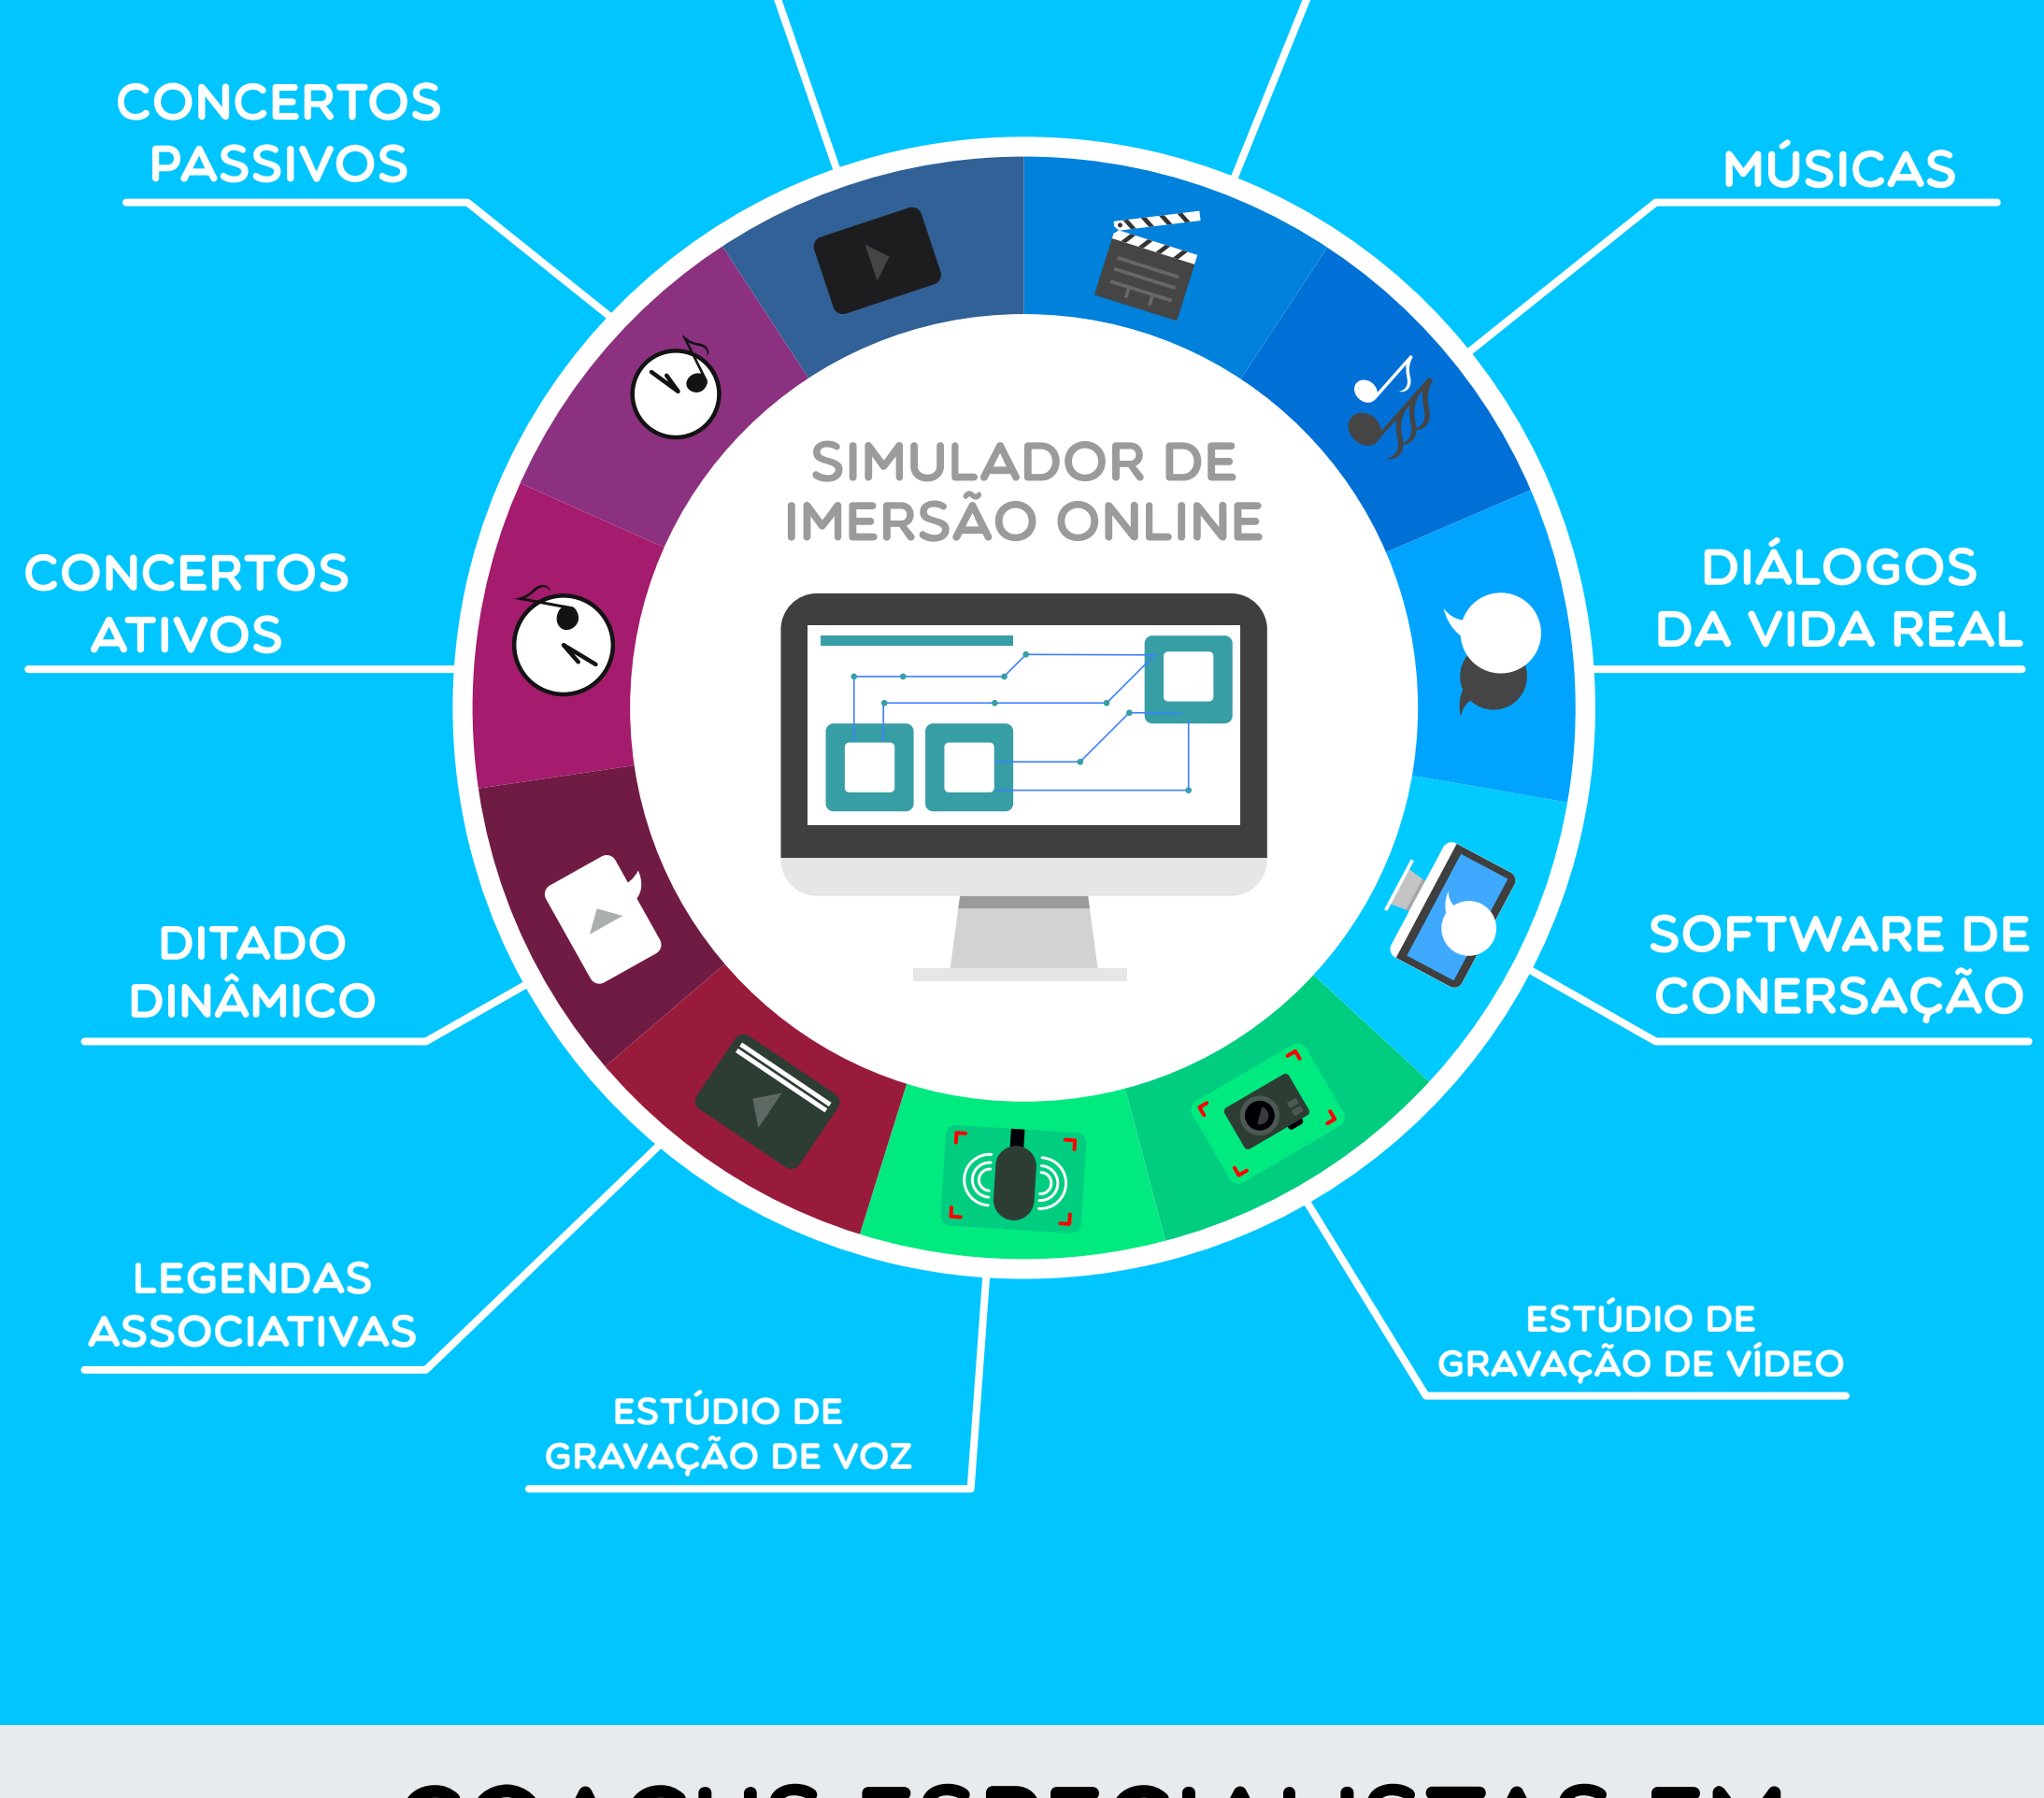 CONCERTOS
PASSIVOS
MÚSICAS
SIMULADOR DE
IMERSÃO ONLINE
CONCERTOS
ATIVOS
DIÁLOGOS
DA VIDA REAL
DITADO
DINÂMICO
SOFTWARE DE
CONERSAÇÃO
LEGENDAS
ASSOCIATIVAS
ESTÚDIO DE
GRAVAÇÃO DE VÍDEO
ESTÚDIO DE
GRAVAÇÃO DE VOZ